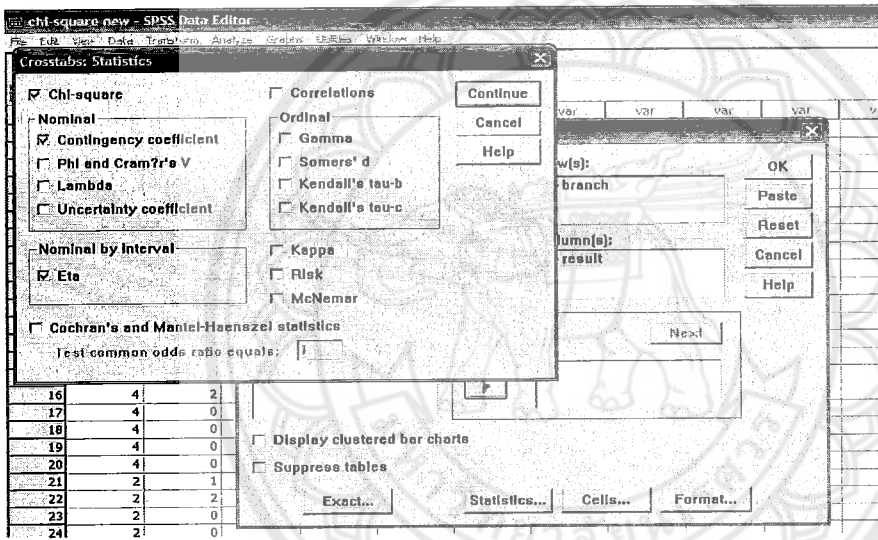 chi-square new - SPSS Data Editor
File Edit View Data Transform Analyze Graphs Utilities Window Help
Crosstabs: Statistics
Chi-square
Correlations
Continue
Nominal
Contingency coefficient
Phi and Cram?r's V
Lambda
Uncertainty coefficient
Ordinal
Gamma
Somers' d
Kendall's tau-b
Kendall's tau-c
Cancel
Help
Nominal by Interval
Eta
Kappa
Risk
McNemar
Cochran's and Mantel-Haenszel statistics
Test common odds ratio equals: 1
var var var var v
w(s):
branch
lumn(s):
result
OK
Paste
Reset
Cancel
Help
Next
16 4 2
17 4 0
18 4 0
19 4 0
20 4 0
21 2 1
22 2 2
23 2 0
24 2 0
Display clustered bar charts
Suppress tables
Exact... Statistics... Cells... Format...